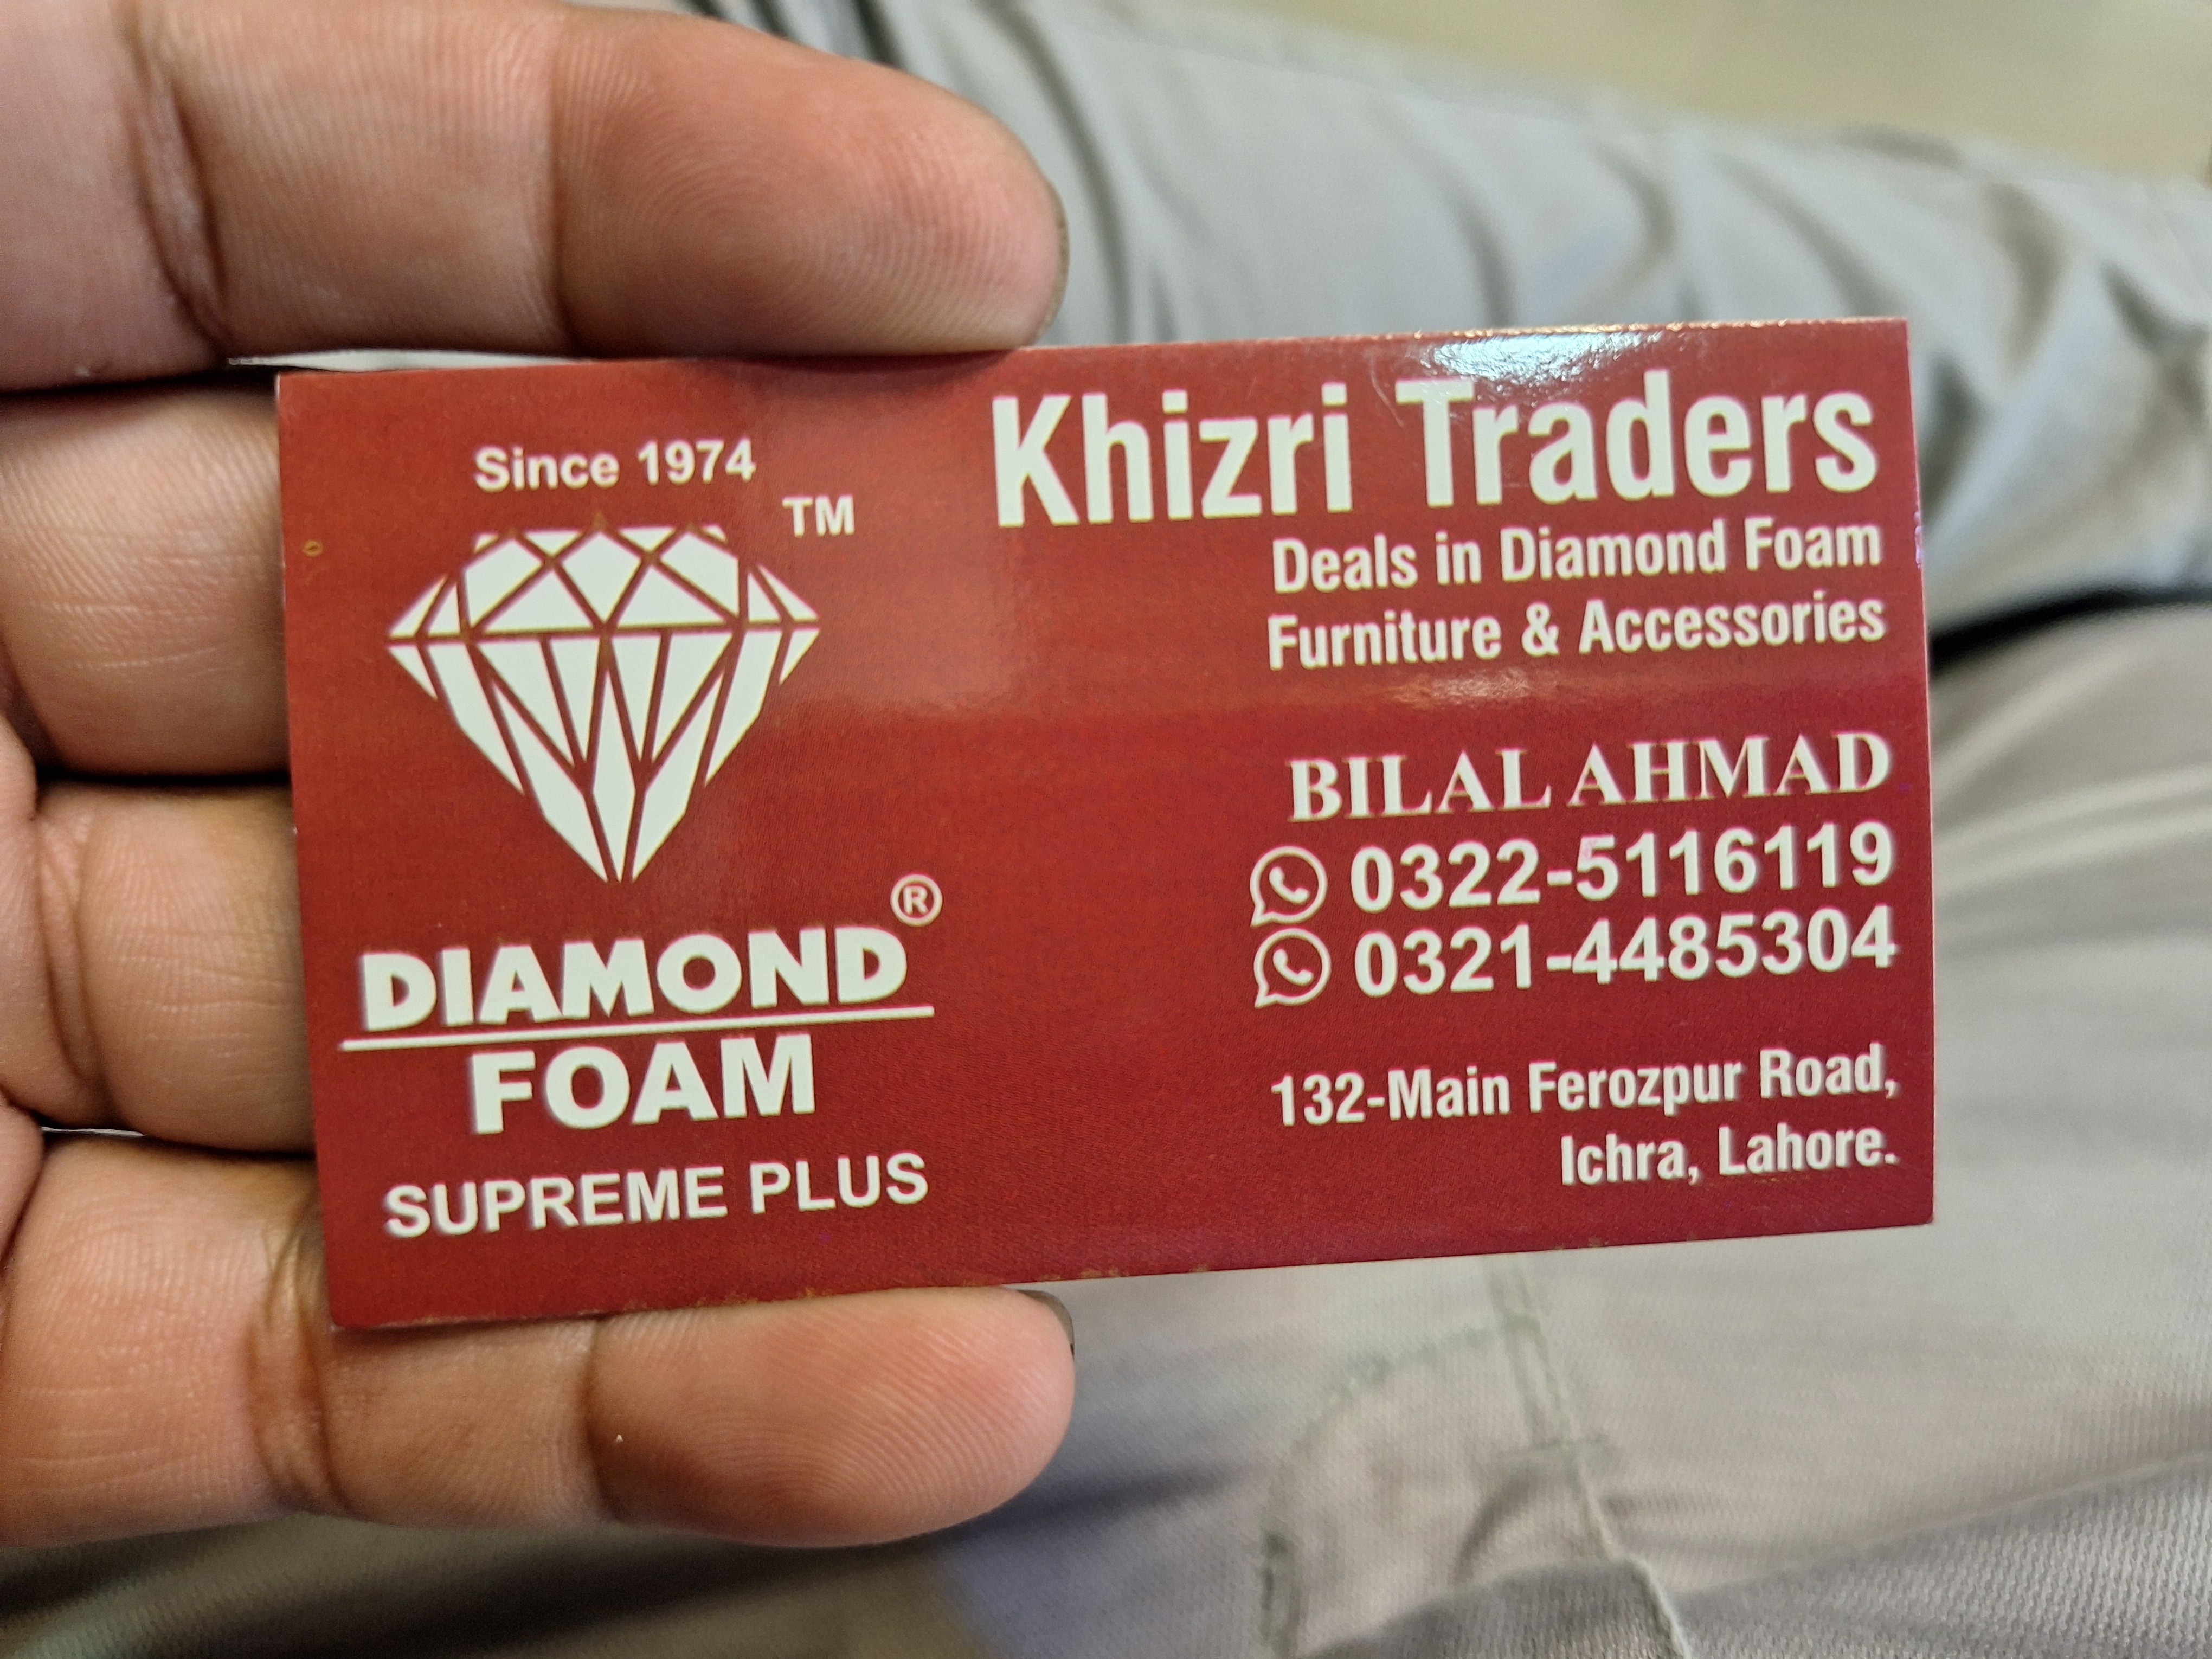 Since 1974
TM
DIAMOND ®
FOAM
SUPREME PLUS
Khizri Traders
Deals in Diamond Foam
Furniture & Accessories
BILAL AHMAD
0322-5116119
0321-4485304
132-Main Ferozpur Road,
Ichra, Lahore.